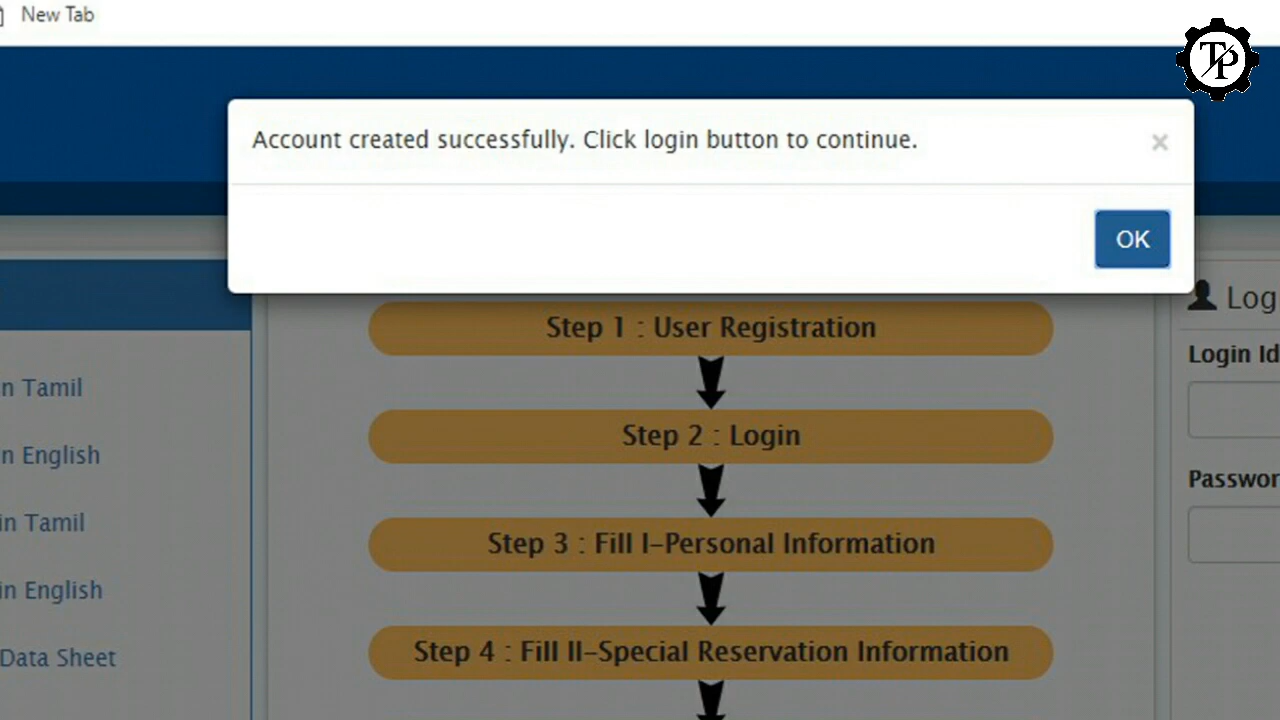 New Tab
TP
Account created successfully. Click login button to continue.
×
OK
Step 1 : User Registration
Step 2 : Login
Step 3 : Fill I-Personal Information
Step 4 : Fill II-Special Reservation Information
n Tamil
n English
in Tamil
in English
Data Sheet
Log
Login Id
Passwor